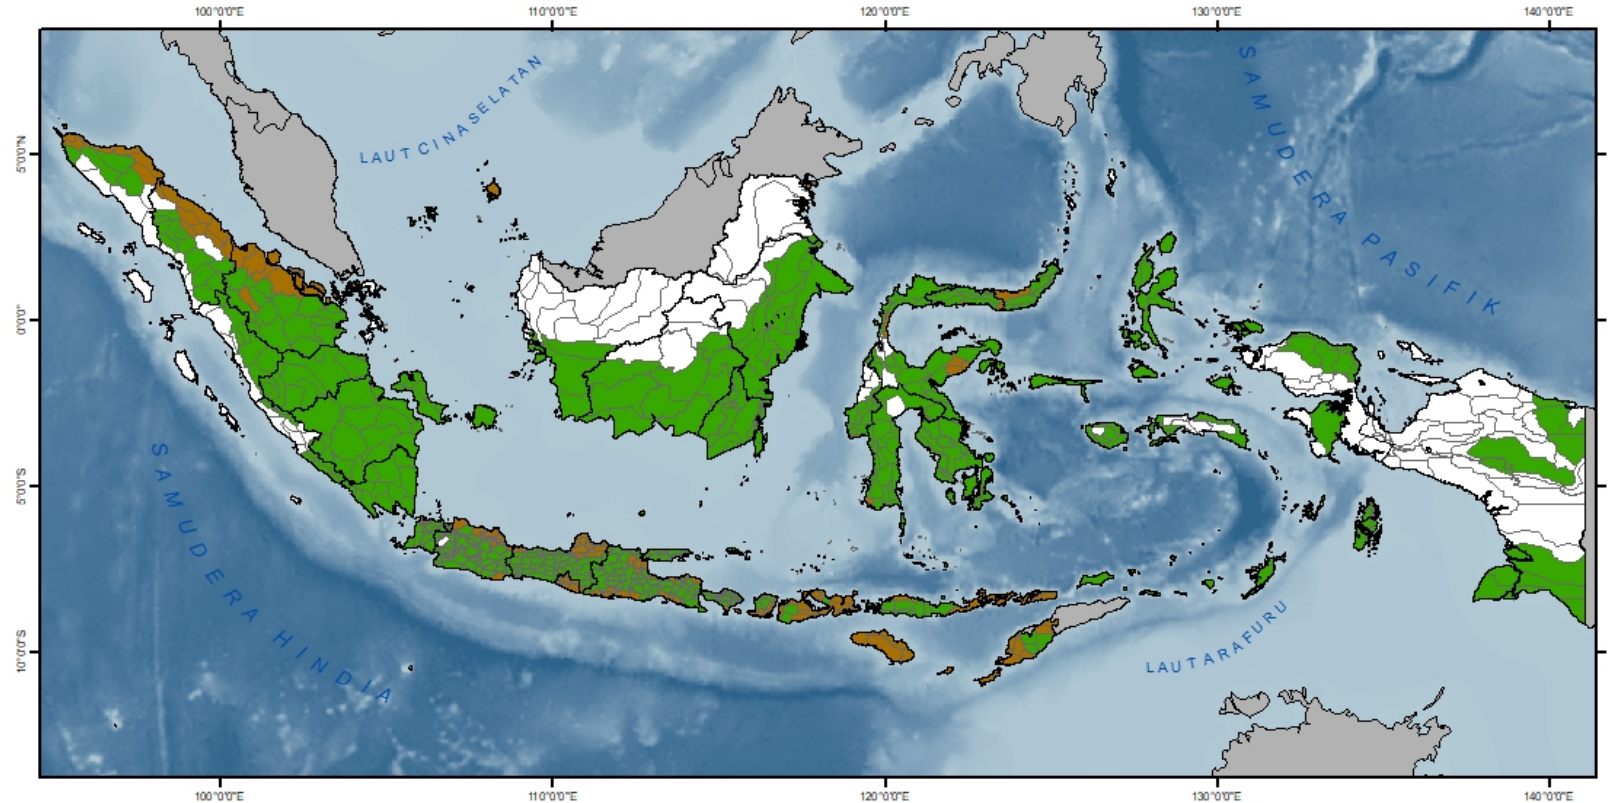 100°0'0"E 110°0'0"E 120°0'0"E 130°0'0"E 140°0'0"E
LAUT CINA SELATAN
SAMUDERA PASIFIK
5°0'0"N
0°0'0"
5°0'0"S
10°0'0"S
SAMUDERA HINDIA
LAUT ARAFURU
100°0'0"E 110°0'0"E 120°0'0"E 130°0'0"E 140°0'0"E